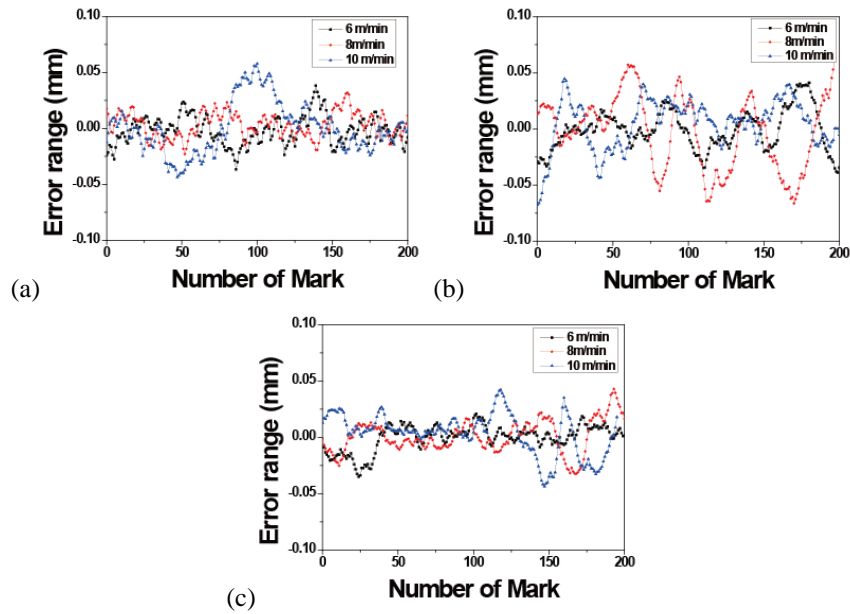 0.10
0.05
0.00
-0.05
-0.10
Error range (mm)
6 m/min
8m/min
10 m/min
0
50
100
150
200
Number of Mark
(a)
0.10
0.05
0.00
-0.05
-0.10
Error range (mm)
6 m/min
8m/min
10 m/min
0
50
100
150
200
Number of Mark
(b)
0.10
0.05
0.00
-0.05
-0.10
Error range (mm)
6 m/min
8m/min
10 m/min
0
50
100
150
200
Number of Mark
(c)